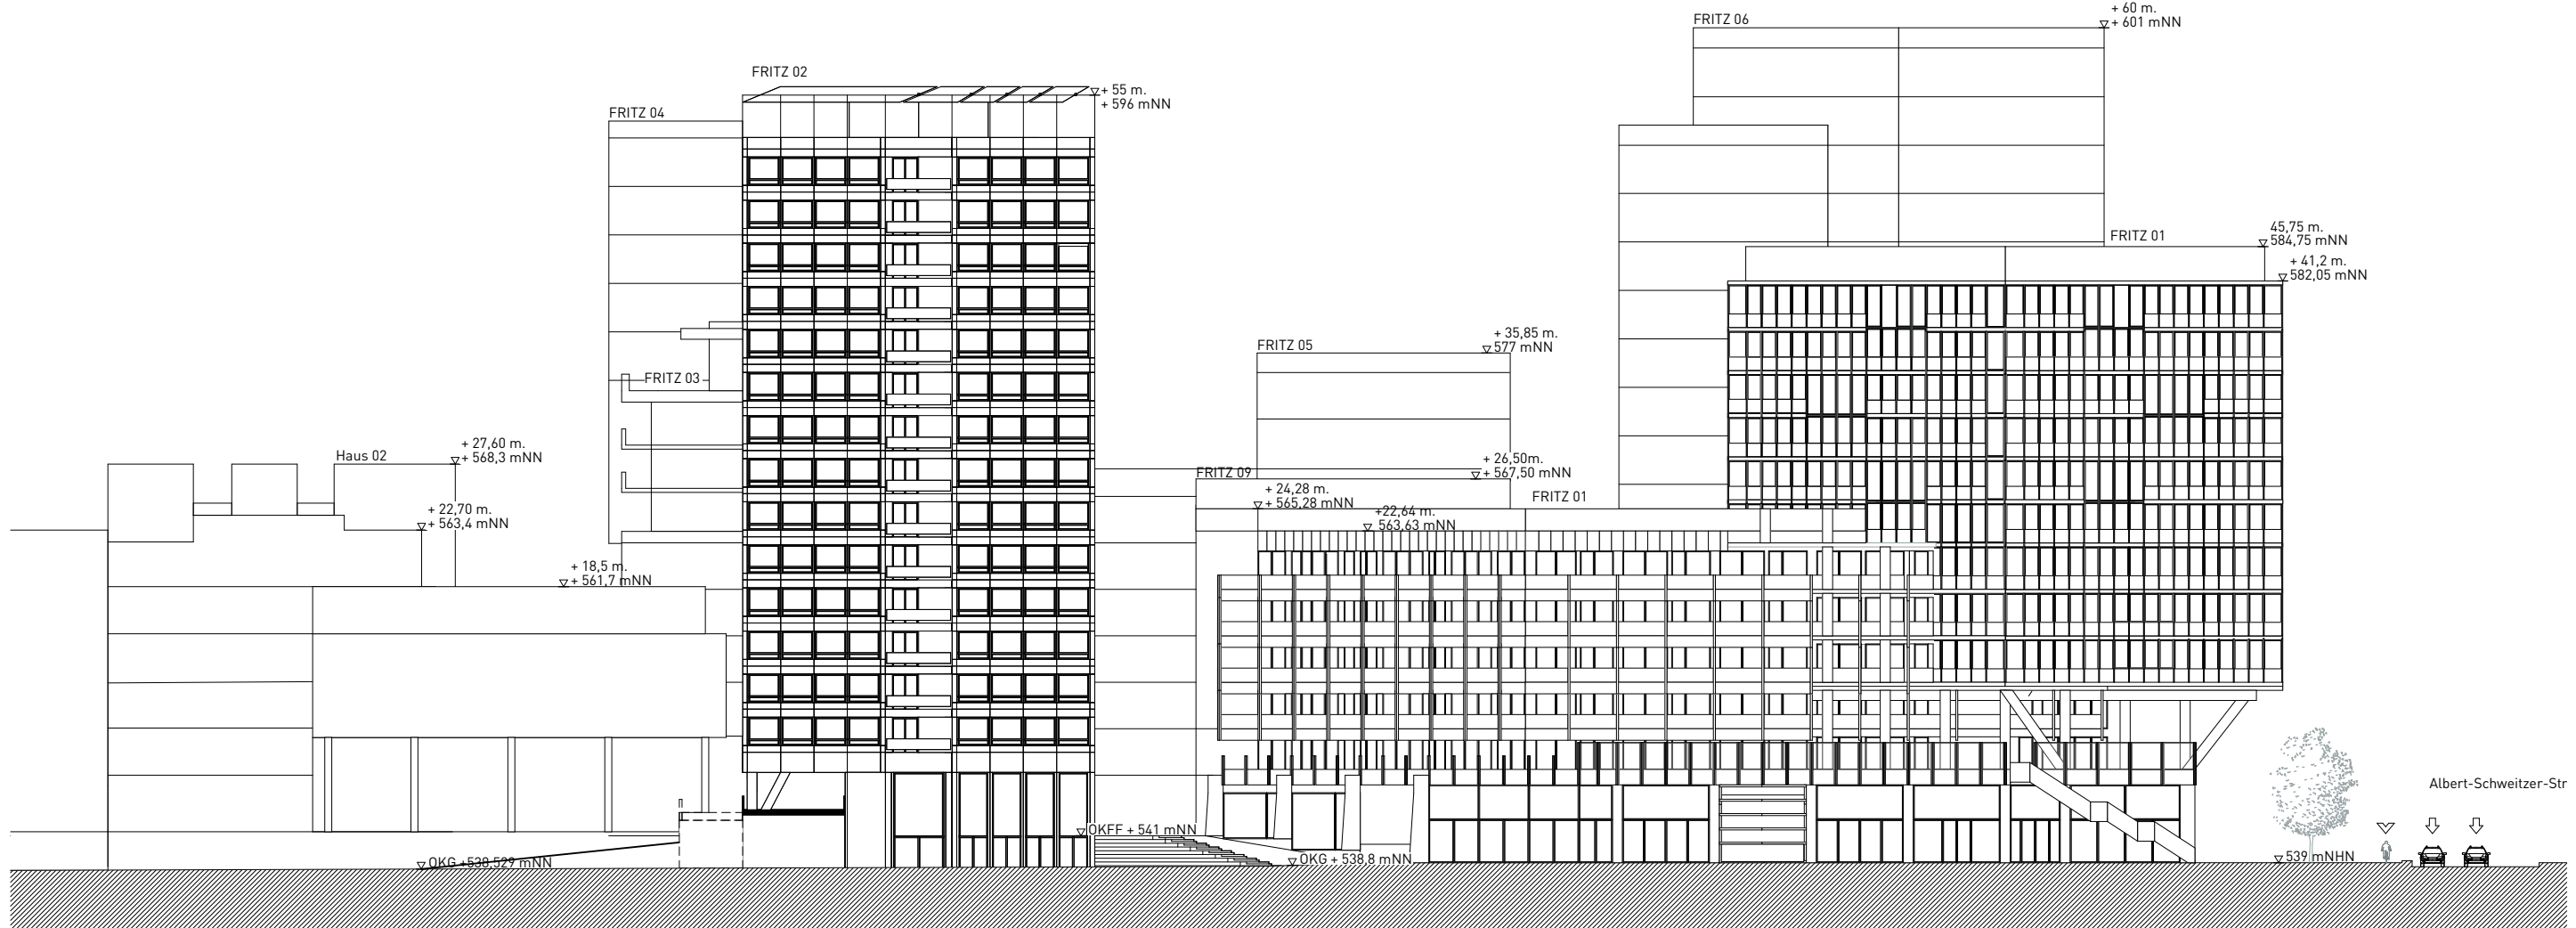 FRITZ 06
+ 60 m.
+ 601 mNN
FRITZ 02
+ 55 m.
+ 596 mNN
FRITZ 04
45,75 m.
584,75 mNN
FRITZ 01
+ 41,2 m.
582,05 mNN
FRITZ 05
+ 35,85 m.
577 mNN
FRITZ 03
+ 27,60 m.
+ 568,3 mNN
Haus 02
+ 26,50m.
+ 567,50 mNN
FRITZ 09
+ 24,28 m.
+ 565,28 mNN
FRITZ 01
+22,64 m.
563,63 mNN
+ 22,70 m.
+ 563,4 mNN
+ 18,5 m.
+ 561,7 mNN
Albert-Schweitzer-Str
OKFF + 541 mNN
OKG +538,529 mNN
OKG + 538,8 mNN
539 mNHN